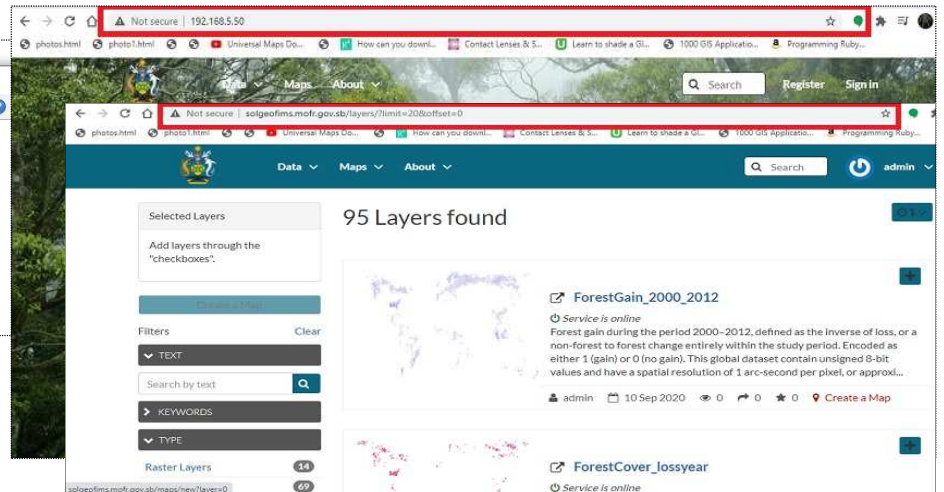 Not secure | 192.168.5.50
photos.html photo1.html Universal Maps Do... How can you downl... Contact Lenses & S... Learn to shade a Gl... 1000 GIS Applicatio... Programming Ruby...
Data Maps About Search Register Sign in
Not secure | solgeofims.mofr.gov.sb/layers/?limit=20&offset=0
photos.html photo1.html Universal Maps Do... How can you downl... Contact Lenses & S... Learn to shade a Gl... 1000 GIS Applicatio... Programming Ruby...
Data Maps About Search admin
Selected Layers
Add layers through the
"checkboxes".
Create a Map
Filters Clear
TEXT
Search by text
KEYWORDS
TYPE
Raster Layers 14
69
95 Layers found
ForestGain_2000_2012
Service is online
Forest gain during the period 2000–2012, defined as the inverse of loss, or a
non-forest to forest change entirely within the study period. Encoded as
either 1 (gain) or 0 (no gain). This global dataset contain unsigned 8-bit
values and have a spatial resolution of 1 arc-second per pixel, or approxi...
admin 10 Sep 2020 0 0 0 Create a Map
ForestCover_lossyear
Service is online
solgeofims.mofr.gov.sb/maps/new?layer=0